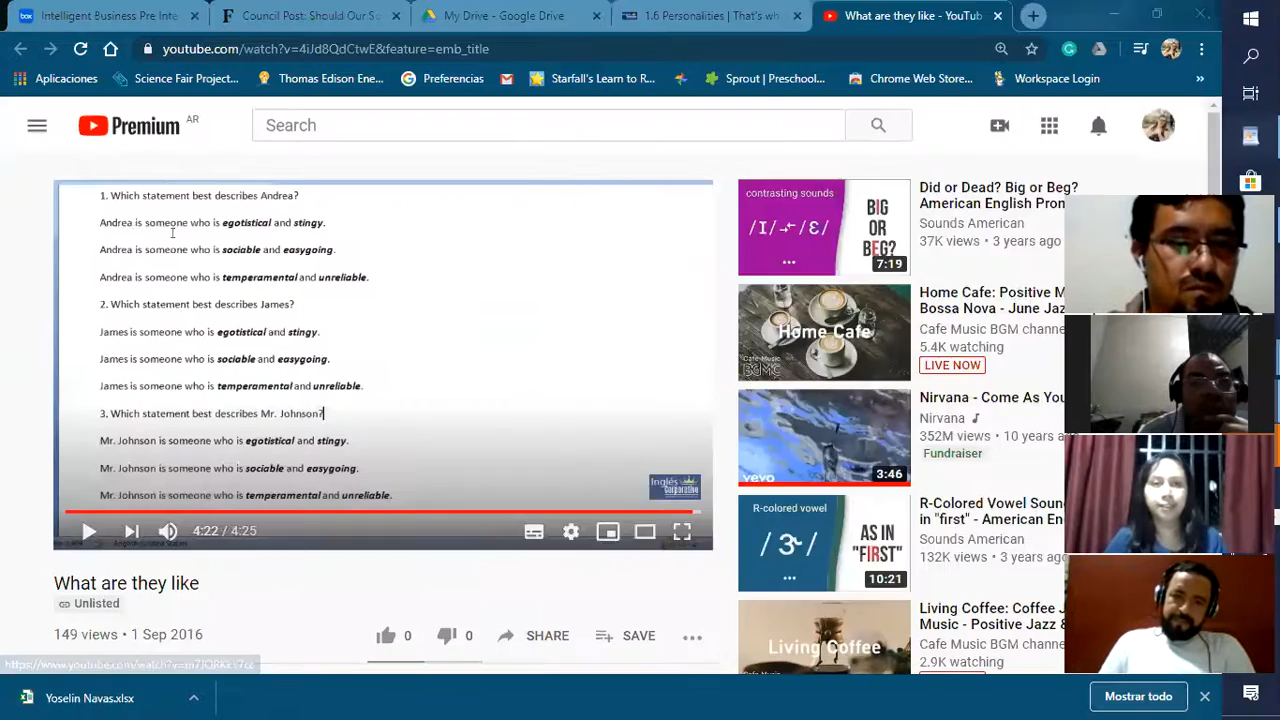 Intelligent Business Pre Inte
Council Post: Should Our So
My Drive - Google Drive
1.6 Personalities | That's wh
What are they like - YouTub
youtube.com/watch?v=4iJd8QdCtwE&feature=emb_title
Aplicaciones
Science Fair Project...
Thomas Edison Ene...
Preferencias
Starfall's Learn to R...
Sprout | Preschool...
Chrome Web Store...
Workspace Login
»
Premium AR
Search
1. Which statement best describes Andrea?
Andrea is someone who is egotistical and stingy.
Andrea is someone who is sociable and easygoing.
Andrea is someone who is temperamental and unreliable.
2. Which statement best describes James?
James is someone who is egotistical and stingy.
James is someone who is sociable and easygoing.
James is someone who is temperamental and unreliable.
3. Which statement best describes Mr. Johnson?
Mr. Johnson is someone who is egotistical and stingy.
Mr. Johnson is someone who is sociable and easygoing.
Mr. Johnson is someone who is temperamental and unreliable.
Inglés
Corporativo
4:22 / 4:25
What are they like
Unlisted
149 views • 1 Sep 2016
0
0
SHARE
SAVE
contrasting sounds
/I/ /ε/
BIG
OR
BEG?
7:19
Did or Dead? Big or Beg?
American English Pron
Sounds American
37K views • 3 years ago
Home Cafe
Cafe Music
BGMC
Home Cafe: Positive M
Bossa Nova - June Jaz
Cafe Music BGM channe
5.4K watching
LIVE NOW
vevo
3:46
Nirvana - Come As You
Nirvana
352M views • 10 years ag
Fundraiser
R-colored vowel
/ɝ/
AS IN
"FIRST"
10:21
R-Colored Vowel Soun
in "first" - American En
Sounds American
132K views • 3 years ago
Living Coffee
Living Coffee: Coffee J
Music - Positive Jazz &
Cafe Music BGM channe
2.9K watching
Yoselin Navas.xlsx
Mostrar todo